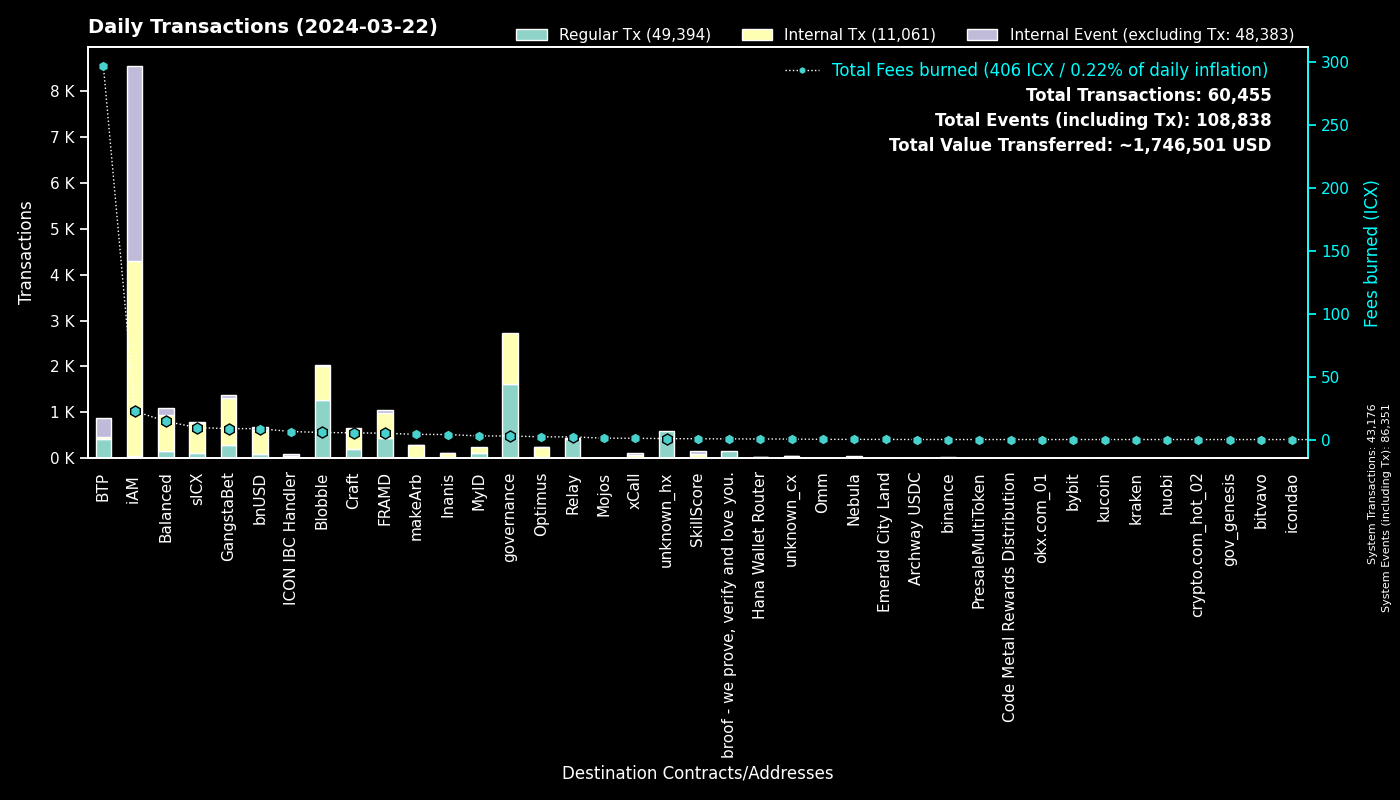 Daily Transactions (2024-03-22)
Regular Tx (49,394)
Internal Tx (11,061)
Internal Event (excluding Tx: 48,383)
Total Fees burned (406 ICX / 0.22% of daily inflation)
Total Transactions: 60,455
Total Events (including Tx): 108,838
Total Value Transferred: ~1,746,501 USD
Transactions
8 K
7 K
6 K
5 K
4 K
3 K
2 K
1 K
0 K
300
250
200
150
100
50
0
Fees burned (ICX)
BTP
iAM
Balanced
sICX
GangstaBet
bnUSD
ICON IBC Handler
Blobble
Craft
FRAMD
makeArb
Inanis
MyID
governance
Optimus
Relay
Mojos
xCall
unknown_hx
SkillScore
broof - we prove, verify and love you.
Hana Wallet Router
unknown_cx
Omm
Nebula
Emerald City Land
Archway USDC
binance
PresaleMultiToken
Code Metal Rewards Distribution
okx.com_01
bybit
kucoin
kraken
huobi
crypto.com_hot_02
gov_genesis
bitvavo
icondao
Destination Contracts/Addresses
System Transactions: 43,176
System Events (including Tx): 86,351